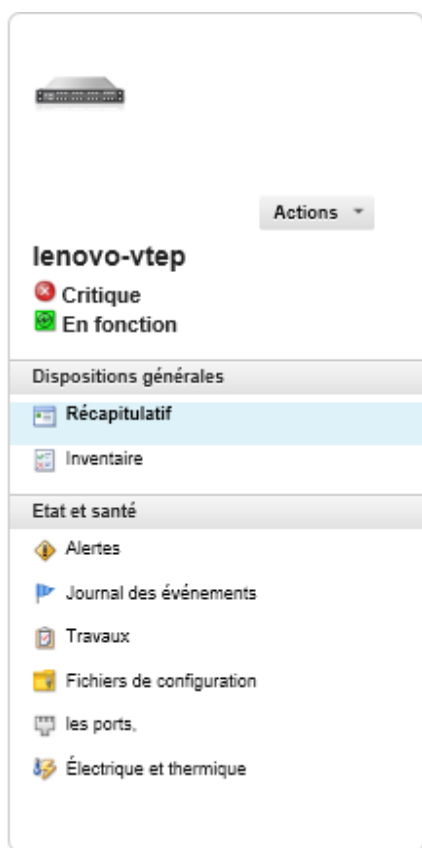 Actions
lenovo-vtep
Critique
En fonction
Dispositions générales
Récapitulatif
Inventaire
Etat et santé
Alertes
Journal des événements
Travaux
Fichiers de configuration
les ports,
Électrique et thermique